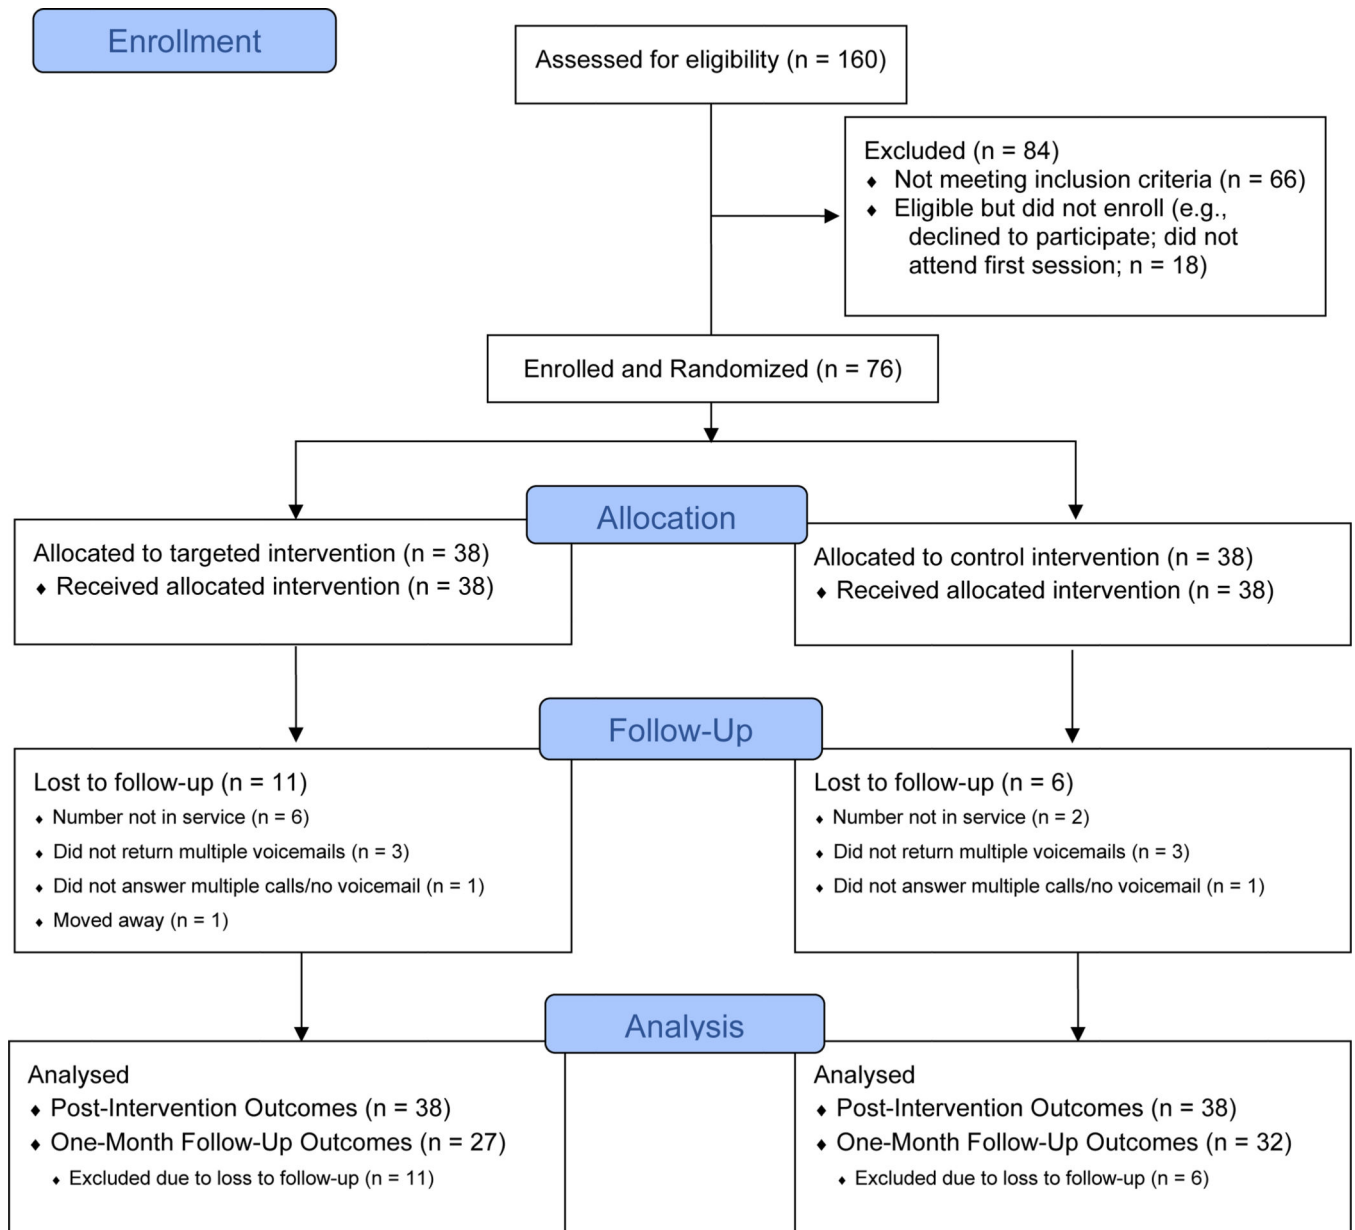 Enrollment
Assessed for eligibility (n = 160)
Excluded (n = 84)
♦ Not meeting inclusion criteria (n = 66)
♦ Eligible but did not enroll (e.g.,
declined to participate; did not
attend first session; n = 18)
Enrolled and Randomized (n = 76)
Allocation
Allocated to targeted intervention (n = 38)
♦ Received allocated intervention (n = 38)
Allocated to control intervention (n = 38)
♦ Received allocated intervention (n = 38)
Follow-Up
Lost to follow-up (n = 11)
♦ Number not in service (n = 6)
♦ Did not return multiple voicemails (n = 3)
♦ Did not answer multiple calls/no voicemail (n = 1)
♦ Moved away (n = 1)
Lost to follow-up (n = 6)
♦ Number not in service (n = 2)
♦ Did not return multiple voicemails (n = 3)
♦ Did not answer multiple calls/no voicemail (n = 1)
Analysis
Analysed
♦ Post-Intervention Outcomes (n = 38)
♦ One-Month Follow-Up Outcomes (n = 27)
♦ Excluded due to loss to follow-up (n = 11)
Analysed
♦ Post-Intervention Outcomes (n = 38)
♦ One-Month Follow-Up Outcomes (n = 32)
♦ Excluded due to loss to follow-up (n = 6)